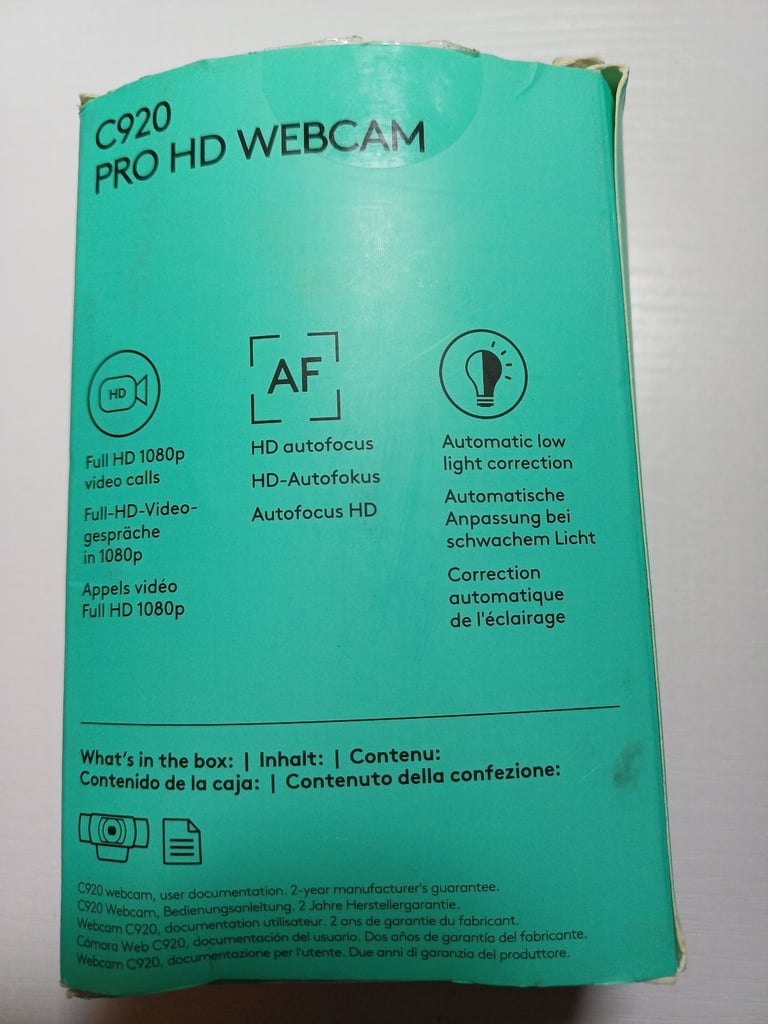 C920
PRO HD WEBCAM
HD
Full HD 1080p
video calls
Full-HD-Video-
gespräche
in 1080p
Appels vidéo
Full HD 1080p
AF
HD autofocus
HD-Autofokus
Autofocus HD
Automatic low
light correction
Automatische
Anpassung bei
schwachem Licht
Correction
automatique
de l'éclairage
What's in the box: | Inhalt: | Contenu:
Contenido de la caja: | Contenuto della confezione:
C920 webcam, user documentation. 2-year manufacturer's guarantee.
C920 Webcam, Bedienungsanleitung. 2 Jahre Herstellergarantie.
Webcam C920, documentation utilisateur. 2 ans de garantie du fabricant.
Cámara Web C920, documentación del usuario. Dos años de garantía del fabricante.
Webcam C920, documentazione per l'utente. Due anni di garanzia del produttore.